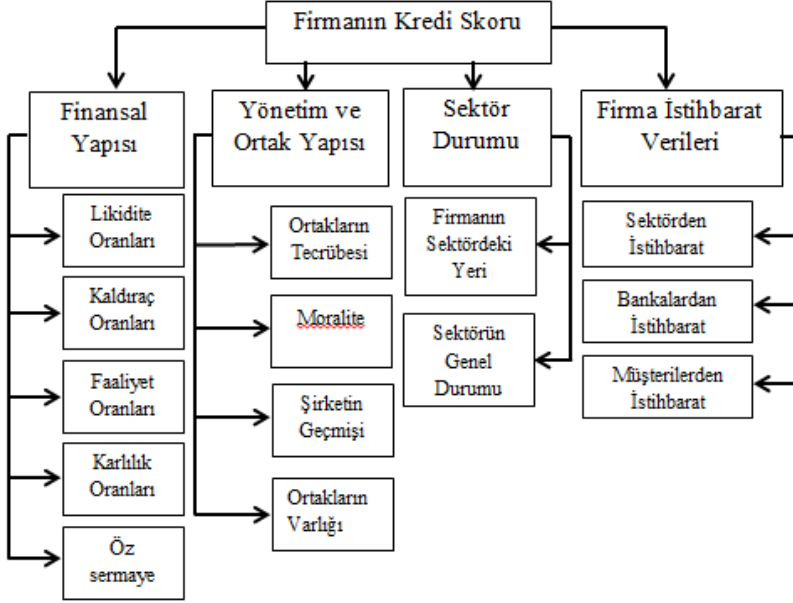 Firmanın Kredi Skoru
Finansal
Yapısı
Yönetim ve
Ortak Yapısı
Sektör
Durumu
Firma İstihbarat
Verileri
Likidite
Oranları
Kaldıraç
Oranları
Faaliyet
Oranları
Karlılık
Oranları
Öz
sermaye
Ortakların
Tecrübesi
Moralite
Şirketin
Geçmişi
Ortakların
Varlığı
Firmanın
Sektördeki
Yeri
Sektörün
Genel
Durumu
Sektörden
İstihbarat
Bankalardan
İstihbarat
Müşterilerden
İstihbarat